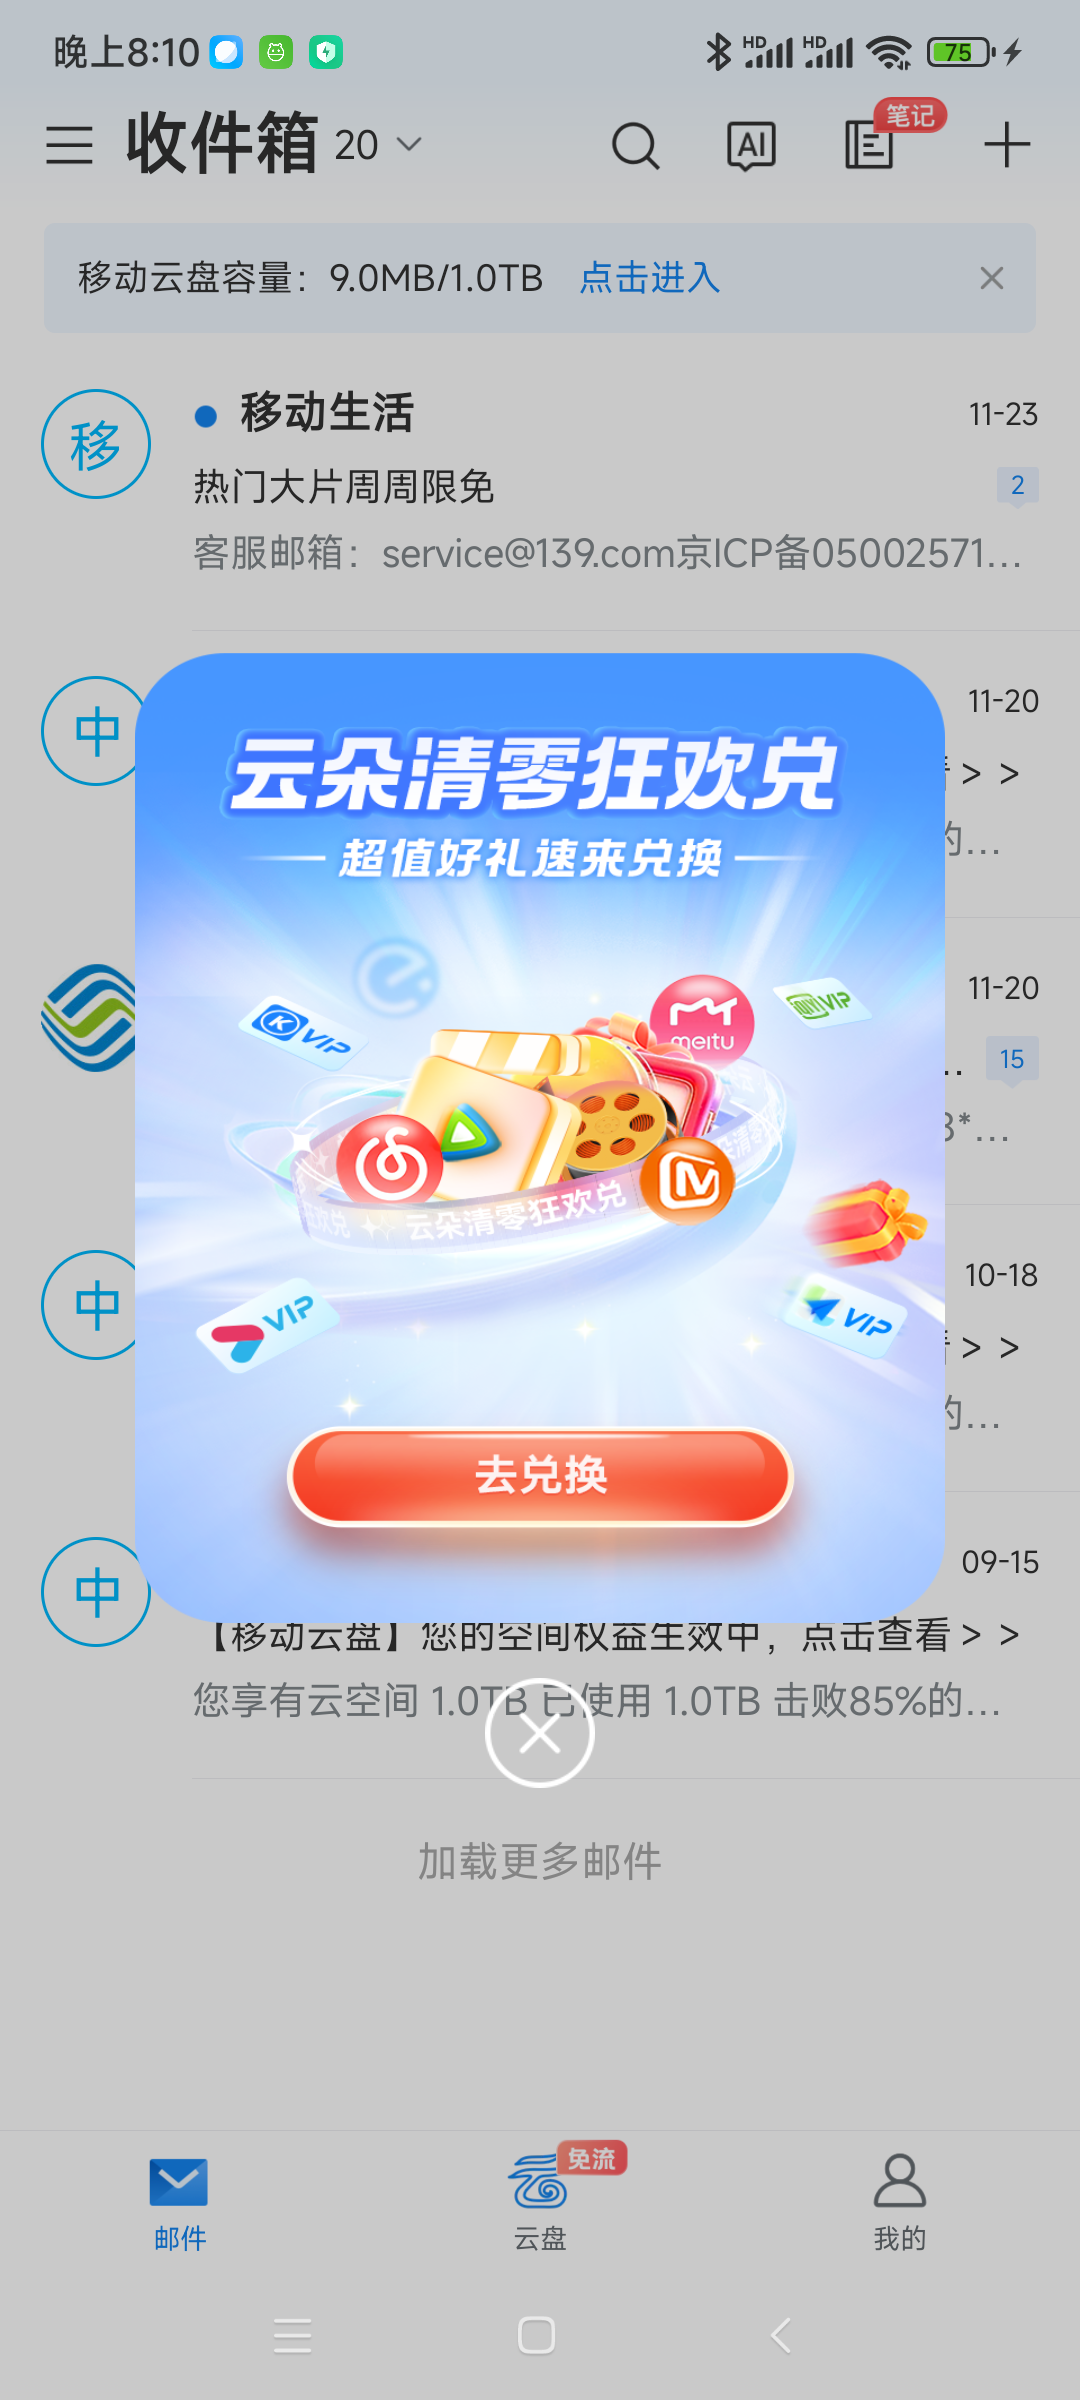 晚上8:10
HD HD 75
收件箱 20
AI
笔记
移动云盘容量：9.0MB/1.0TB 点击进入
移
移动生活 11-23
热门大片周周限免 2
客服邮箱：service@139.com京ICP备05002571...
中
11-20
> >
的...
11-20
.. 15
*...
中
10-18
> >
的...
云朵清零狂欢兑
超值好礼速来兑换
K VIP
meitu
iQIYI VIP
云朵清零狂欢兑
VIP
VIP
去兑换
中
09-15
【移动云盘】您的空间权益生效中，点击查看> >
您享有云空间 1.0TB 已使用 1.0TB 击败85%的...
加载更多邮件
免流
邮件
云盘
我的